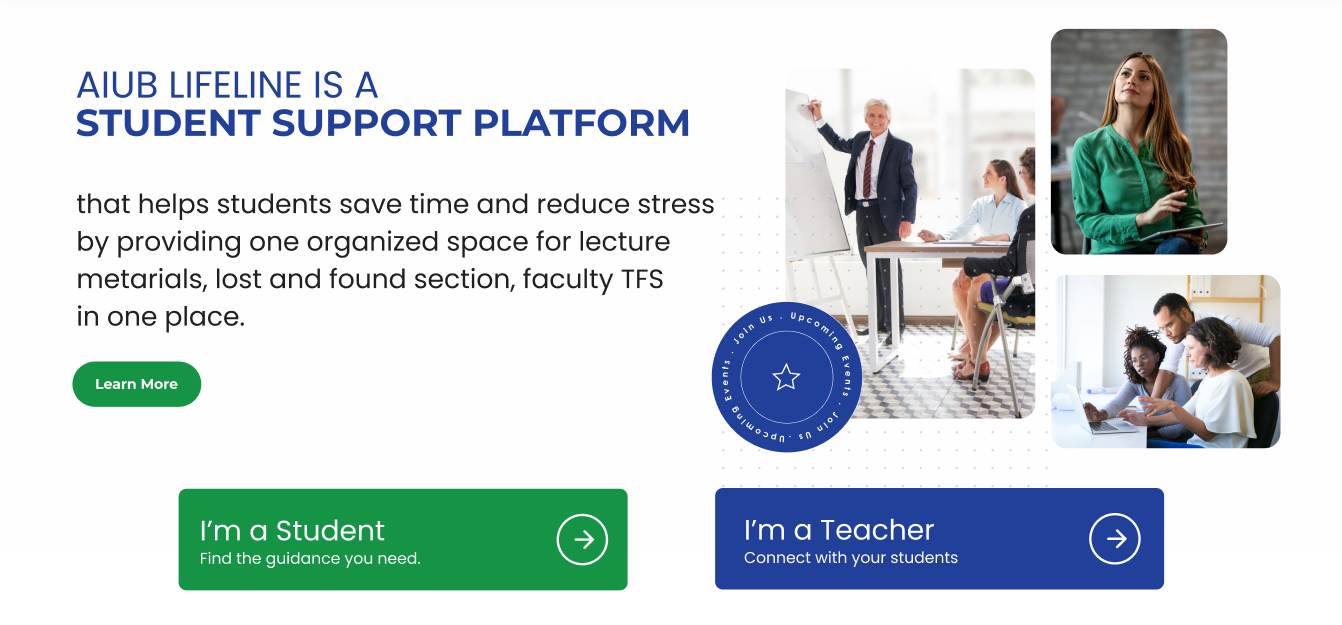 AIUB LIFELINE IS A
STUDENT SUPPORT PLATFORM
that helps students save time and reduce stress
by providing one organized space for lecture
metarials, lost and found section, faculty TFS
in one place.
Learn More
Join Us · Upcoming Events · Join Us · Upcoming Events ·
I'm a Student
Find the guidance you need.
I'm a Teacher
Connect with your students